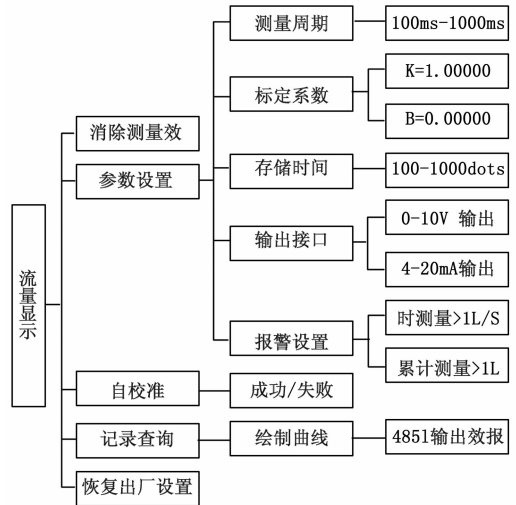 流量显示
消除测量效
参数设置
测量周期
100ms-1000ms
标定系数
K=1.00000
B=0.00000
存储时间
100-1000dots
输出接口
0-10V 输出
4-20mA输出
报警设置
时测量>1L/S
累计测量>1L
自校准
成功/失败
记录查询
绘制曲线
485l输出效报
恢复出厂设置